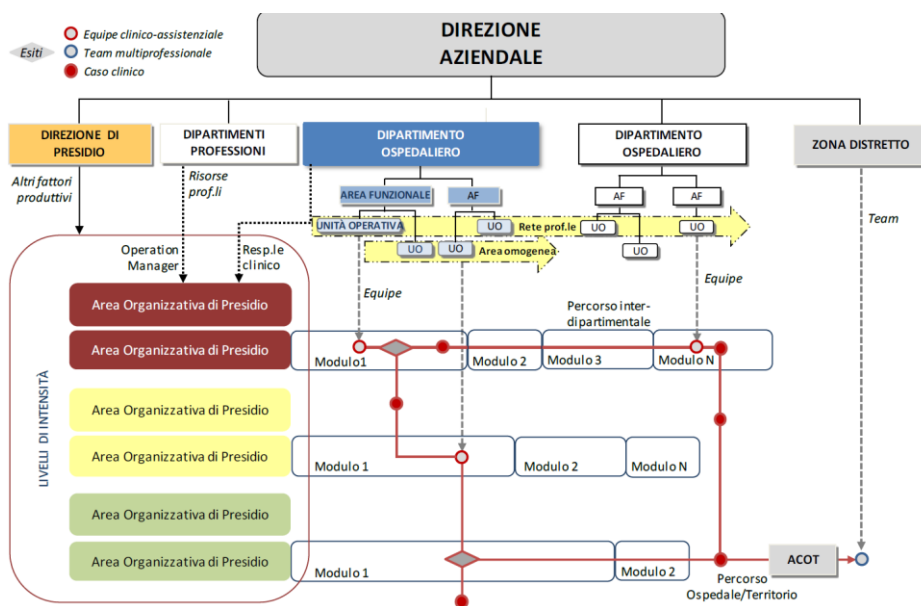 DIREZIONE
AZIENDALE
Esiti
Equipe clinico-assistenziale
Team multiprofessionale
Caso clinico
DIREZIONE DI
PRESIDIO
DIPARTIMENTI
PROFESSIONI
DIPARTIMENTO
OSPEDALIERO
DIPARTIMENTO
OSPEDALIERO
ZONA DISTRETTO
Altri fattori
produttivi
Risorse
prof.li
AREA FUNZIONALE
AF
AF
AF
UNITÀ OPERATIVA
UO
Rete prof.le
UO
UO
UO
UO
Area omogenea
UO
Team
Operation
Manager
Resp.le
clinico
Equipe
Equipe
Percorso inter-
dipartimentale
LIVELLI DI INTENSITÀ
Area Organizzativa di Presidio
Area Organizzativa di Presidio
Modulo1
Modulo 2
Modulo 3
Modulo N
Area Organizzativa di Presidio
Area Organizzativa di Presidio
Modulo 1
Modulo 2
Modulo N
Area Organizzativa di Presidio
Area Organizzativa di Presidio
Modulo 1
Modulo 2
ACOT
Percorso
Ospedale/Territorio